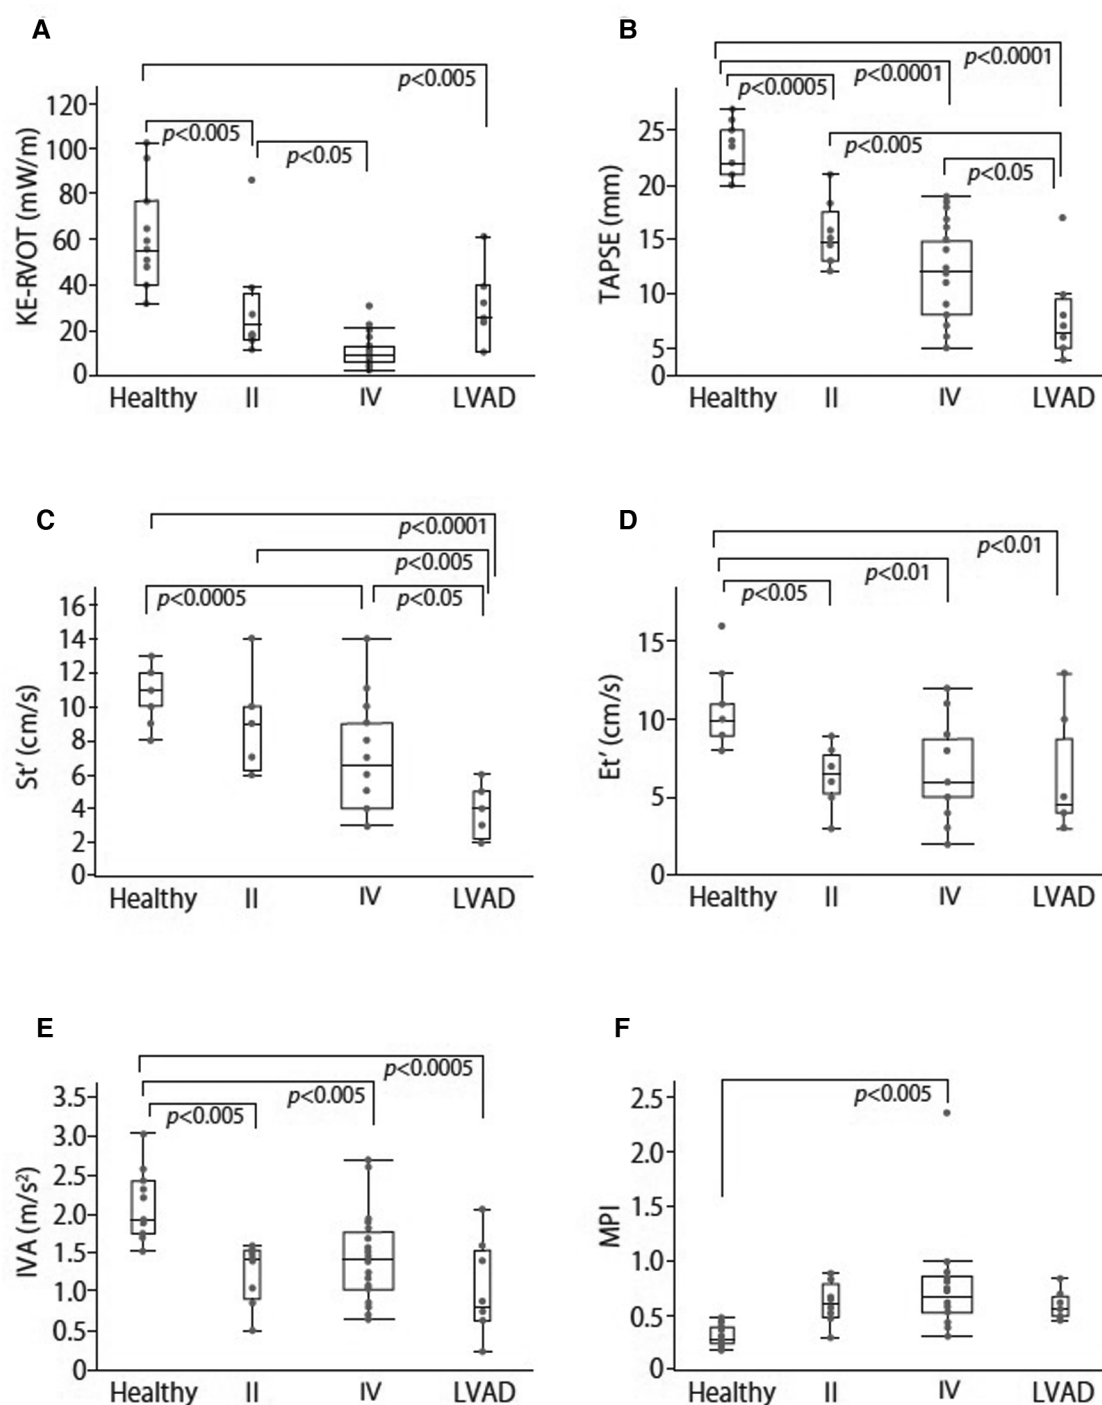 A
p<0.005
p<0.005
p<0.05
KE-RVOT (mW/m)
120
100
80
60
40
20
0
Healthy II IV LVAD
B
p<0.0001
p<0.0001
p<0.0005
p<0.005
p<0.05
TAPSE (mm)
25
20
15
10
5
0
Healthy II IV LVAD
C
p<0.0001
p<0.005
p<0.0005 p<0.05
St′ (cm/s)
16
14
12
10
8
6
4
2
0
Healthy II IV LVAD
D
p<0.01
p<0.01
p<0.05
Et′ (cm/s)
15
10
5
0
Healthy II IV LVAD
E
p<0.0005
p<0.005
p<0.005
IVA (m/s²)
3.5
3.0
2.5
2.0
1.5
1.0
0.5
0
Healthy II IV LVAD
F
p<0.005
MPI
2.5
2.0
1.5
1.0
0.5
0
Healthy II IV LVAD